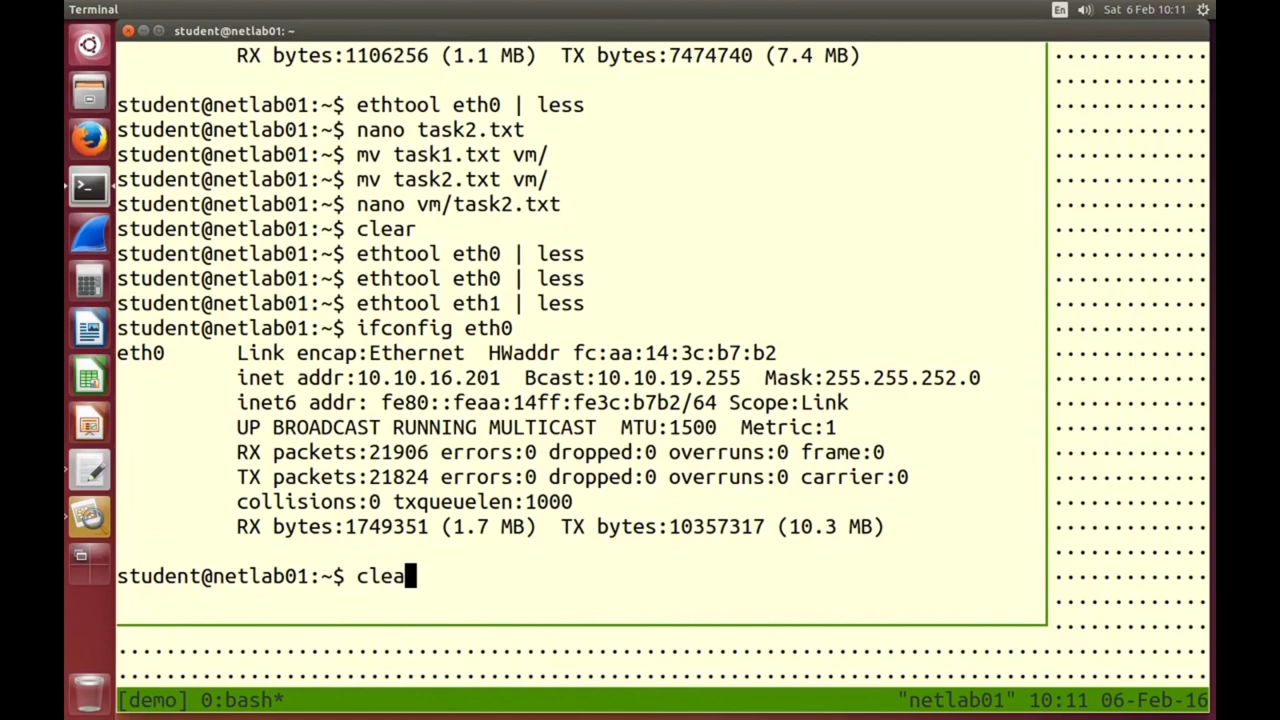 Terminal
En
Sat 6 Feb 10:11
student@netlab01: ~
RX bytes:1106256 (1.1 MB)  TX bytes:7474740 (7.4 MB)
student@netlab01:~$ ethtool eth0 | less
student@netlab01:~$ nano task2.txt
student@netlab01:~$ mv task1.txt vm/
student@netlab01:~$ mv task2.txt vm/
student@netlab01:~$ nano vm/task2.txt
student@netlab01:~$ clear
student@netlab01:~$ ethtool eth0 | less
student@netlab01:~$ ethtool eth0 | less
student@netlab01:~$ ethtool eth1 | less
student@netlab01:~$ ifconfig eth0
eth0      Link encap:Ethernet  HWaddr fc:aa:14:3c:b7:b2
inet addr:10.10.16.201  Bcast:10.10.19.255  Mask:255.255.252.0
inet6 addr: fe80::feaa:14ff:fe3c:b7b2/64 Scope:Link
UP BROADCAST RUNNING MULTICAST  MTU:1500  Metric:1
RX packets:21906 errors:0 dropped:0 overruns:0 frame:0
TX packets:21824 errors:0 dropped:0 overruns:0 carrier:0
collisions:0 txqueuelen:1000
RX bytes:1749351 (1.7 MB)  TX bytes:10357317 (10.3 MB)
student@netlab01:~$ clea
[demo] 0:bash*
"netlab01" 10:11 06-Feb-16